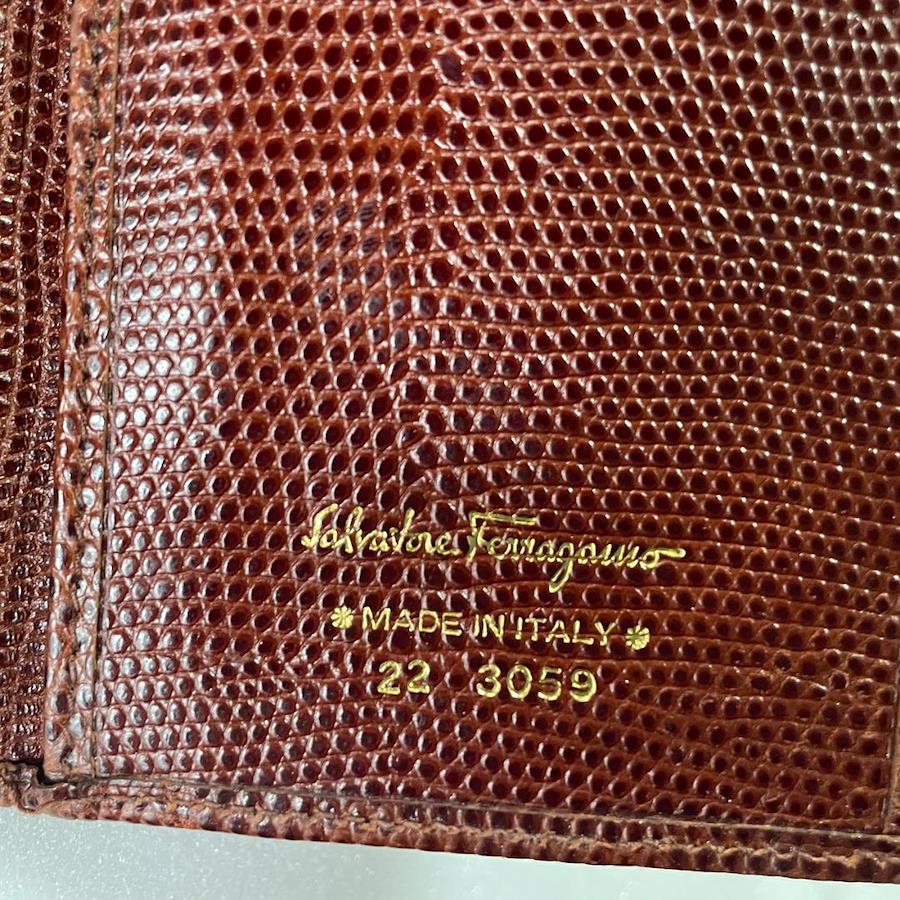 Salvatore Ferragamo
MADE IN ITALY
22 3059